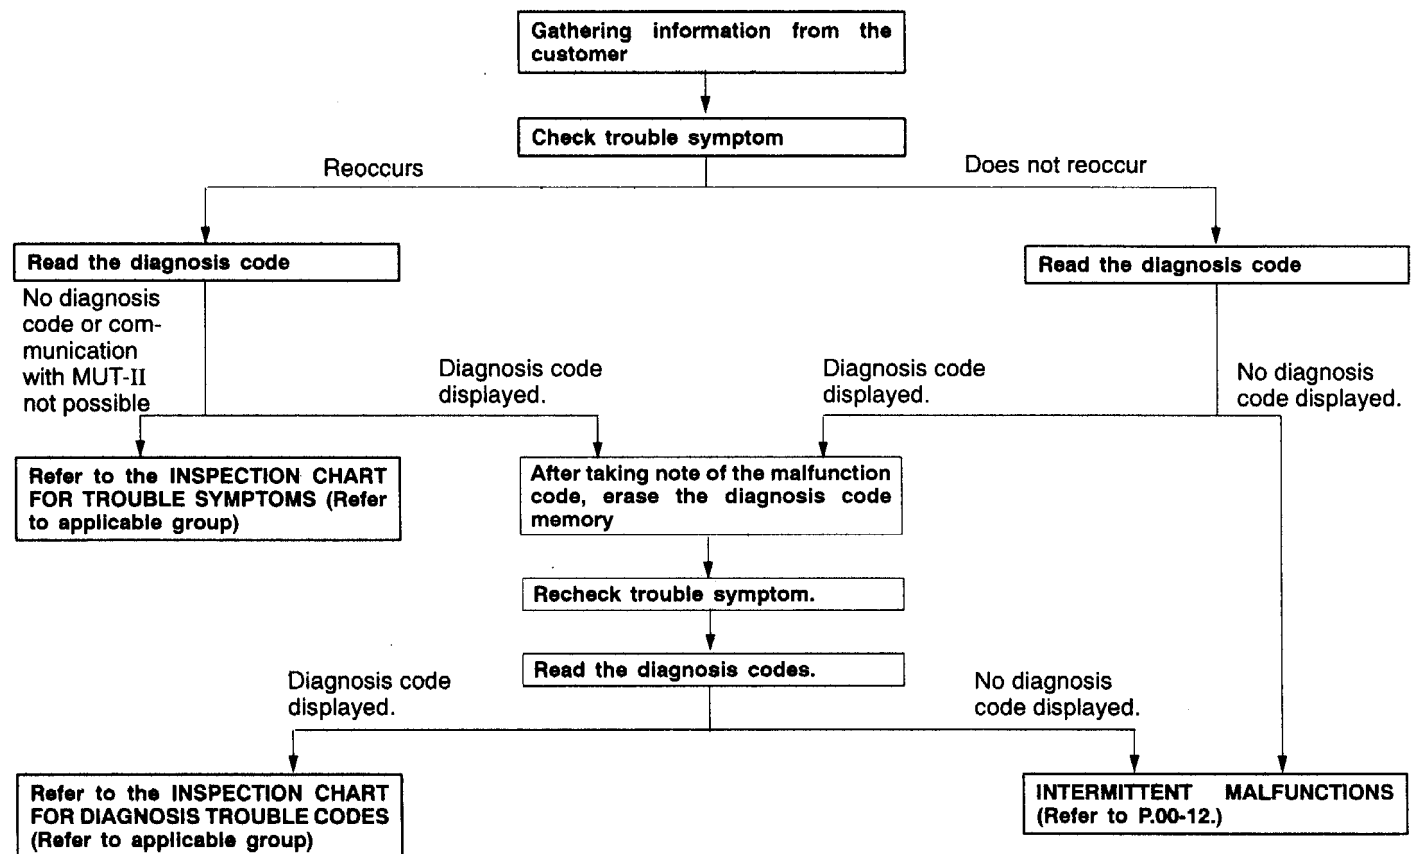 Gathering information from the
customer
Check trouble symptom
Reoccurs
Does not reoccur
Read the diagnosis code
Read the diagnosis code
No diagnosis
code or com-
munication
with MUT-II
not possible
Diagnosis code
displayed.
Diagnosis code
displayed.
No diagnosis
code displayed.
Refer to the INSPECTION CHART
FOR TROUBLE SYMPTOMS (Refer
to applicable group)
After taking note of the malfunction
code, erase the diagnosis code
memory
Recheck trouble symptom.
Read the diagnosis codes.
Diagnosis code
displayed.
No diagnosis
code displayed.
Refer to the INSPECTION CHART
FOR DIAGNOSIS TROUBLE CODES
(Refer to applicable group)
INTERMITTENT MALFUNCTIONS
(Refer to P.00-12.)